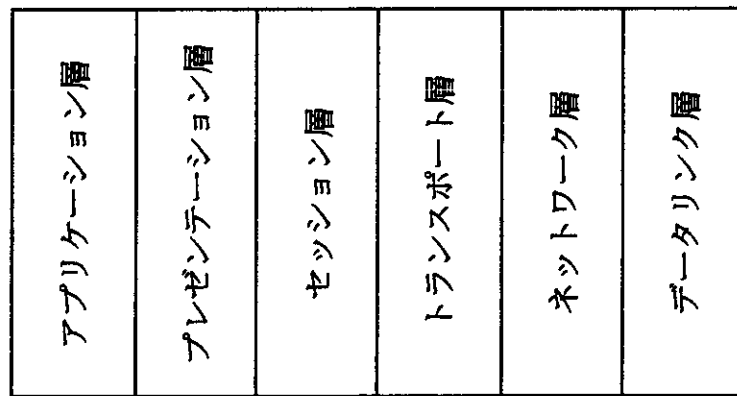 アプリケーション層
プレゼンテーション層
セッション層
トランスポート層
ネットワーク層
データリンク層